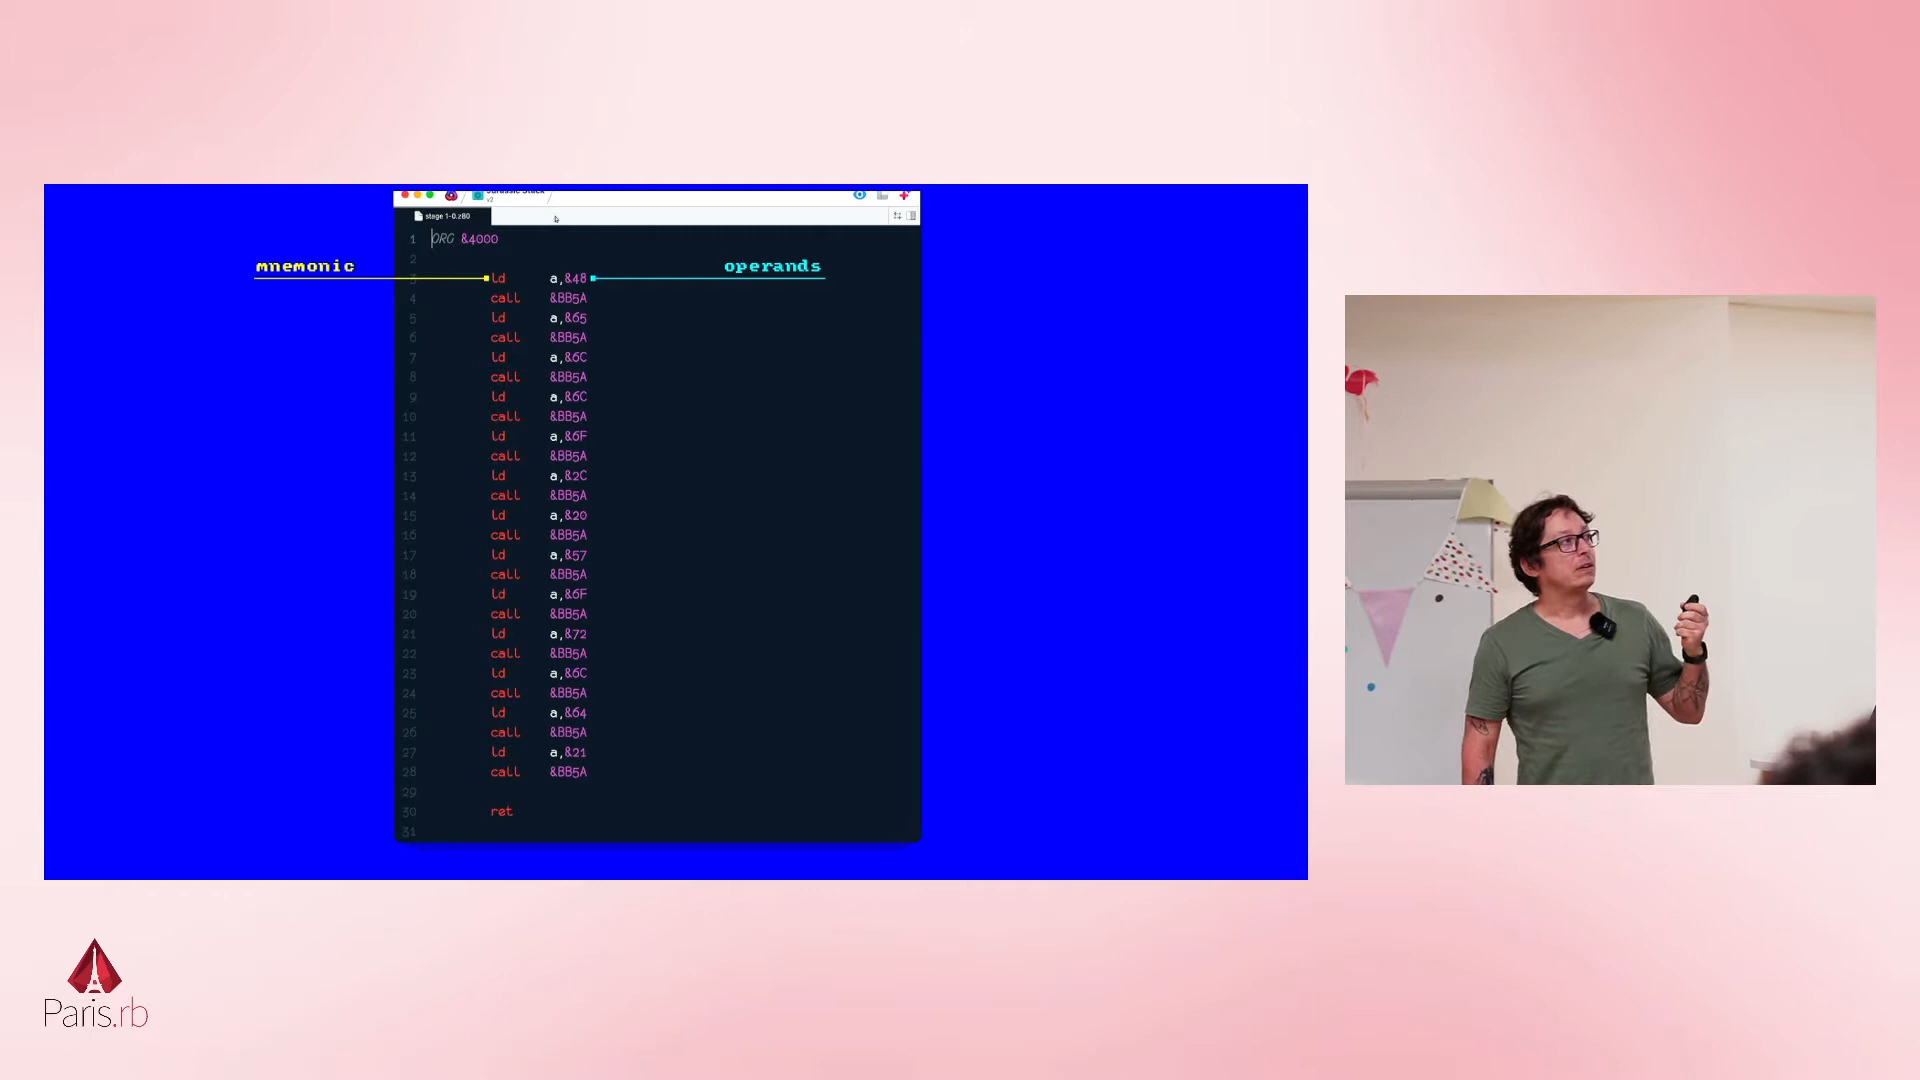 Jurassic Stack
v2
stage 1-0.z80
1 ORG &4000
2
mnemonic
operands
3 ld a,&48
4 call &BB5A
5 ld a,&65
6 call &BB5A
7 ld a,&6C
8 call &BB5A
9 ld a,&6C
10 call &BB5A
11 ld a,&6F
12 call &BB5A
13 ld a,&2C
14 call &BB5A
15 ld a,&20
16 call &BB5A
17 ld a,&57
18 call &BB5A
19 ld a,&6F
20 call &BB5A
21 ld a,&72
22 call &BB5A
23 ld a,&6C
24 call &BB5A
25 ld a,&64
26 call &BB5A
27 ld a,&21
28 call &BB5A
29
30 ret
31
Paris.rb